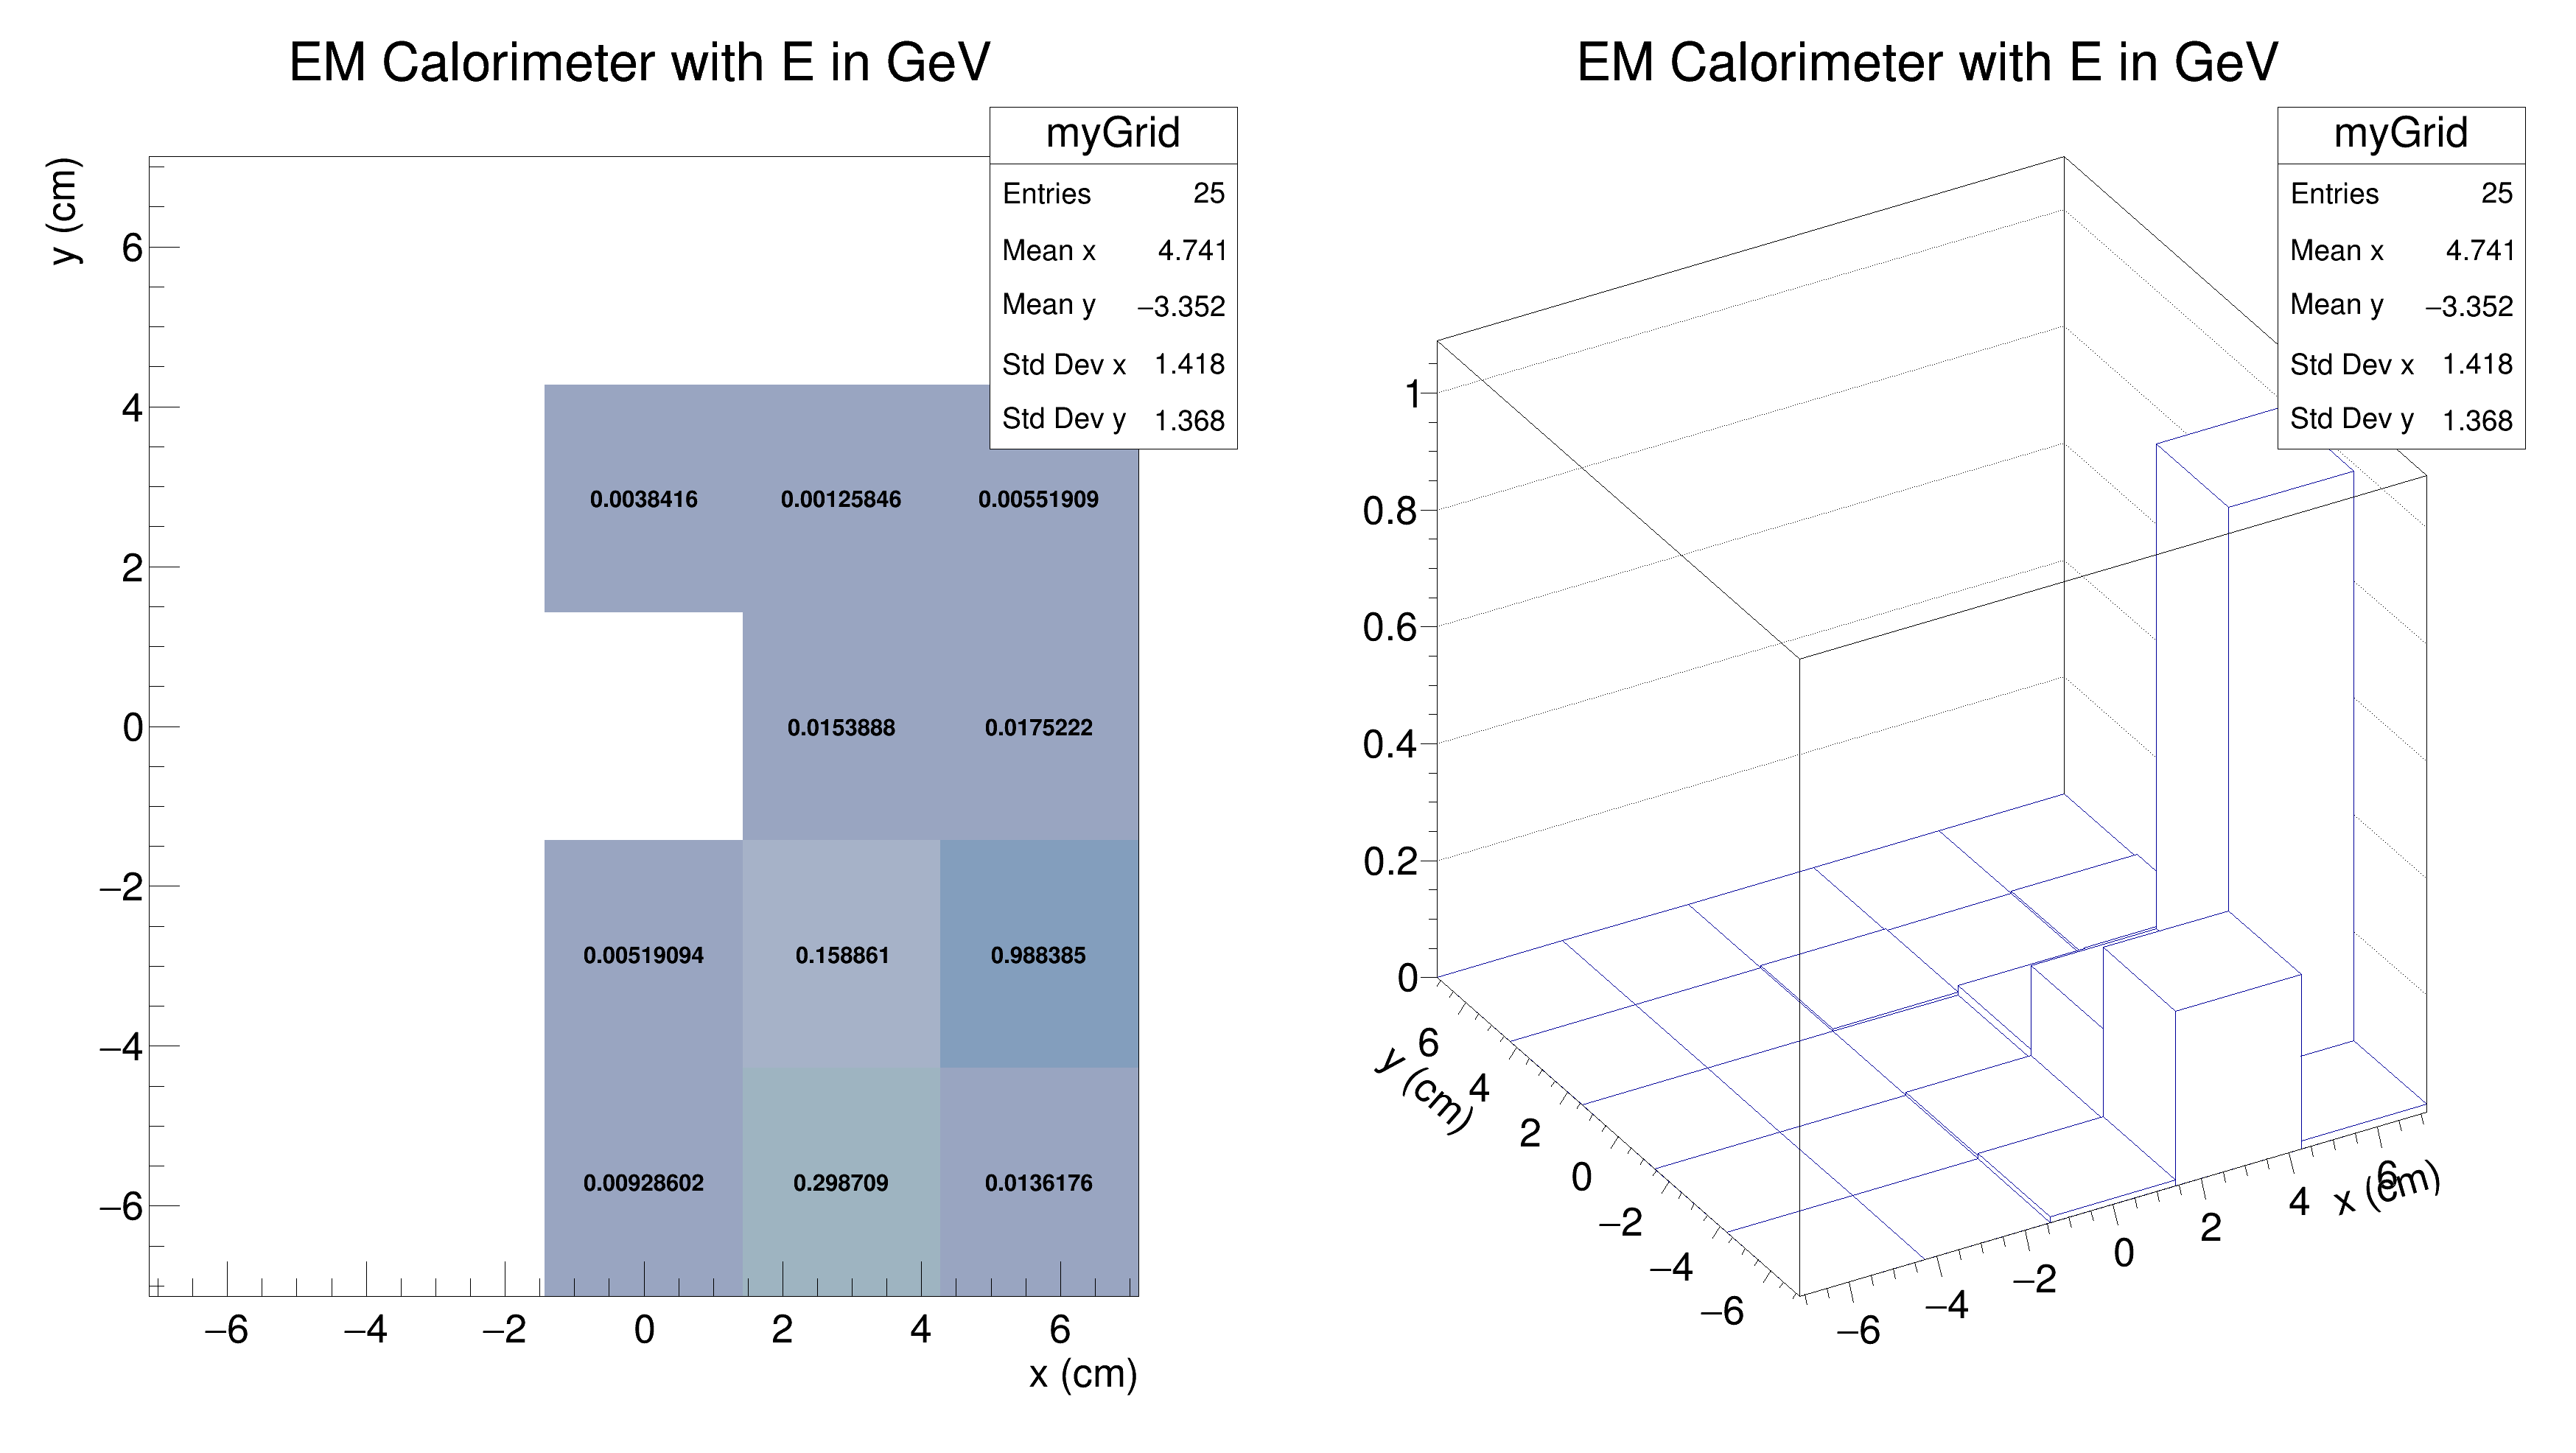 EM Calorimeter with E in GeV
myGrid
Entries 25
Mean x 4.741
Mean y −3.352
Std Dev x 1.418
Std Dev y 1.368
y (cm)
6
4
2
0
−2
−4
−6
0.0038416 0.00125846 0.00551909
0.0153888 0.0175222
0.00519094 0.158861 0.988385
0.00928602 0.298709 0.0136176
−6 −4 −2 0 2 4 6
x (cm)
EM Calorimeter with E in GeV
myGrid
Entries 25
Mean x 4.741
Mean y −3.352
Std Dev x 1.418
Std Dev y 1.368
1
0.8
0.6
0.4
0.2
0
y (cm)
6
4
2
0
−2
−4
−6
−6
−4
−2
0
2
4
6
x (cm)